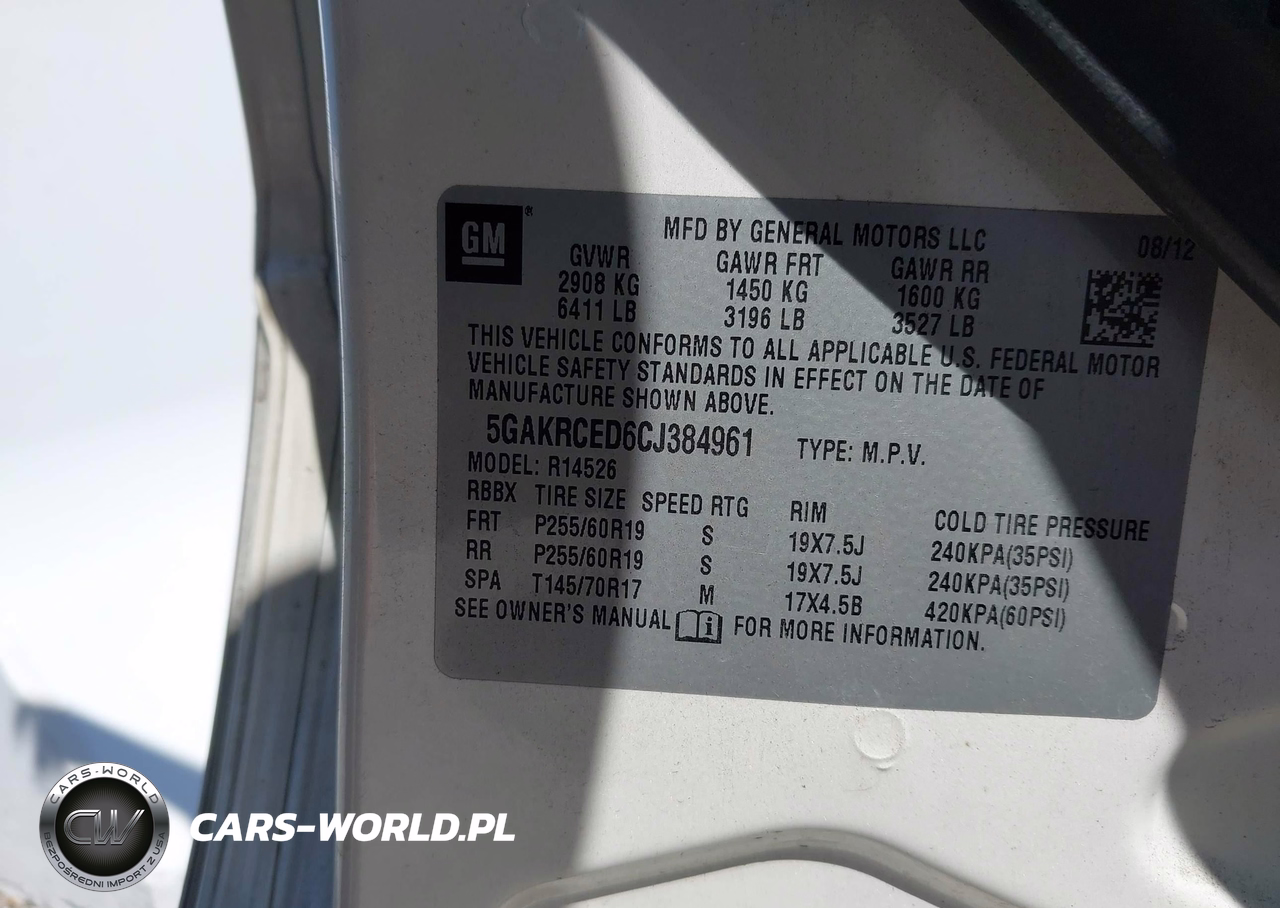 GM®
MFD BY GENERAL MOTORS LLC 08/12
GVWR GAWR FRT GAWR RR
2908 KG 1450 KG 1600 KG
6411 LB 3196 LB 3527 LB
THIS VEHICLE CONFORMS TO ALL APPLICABLE U.S. FEDERAL MOTOR
VEHICLE SAFETY STANDARDS IN EFFECT ON THE DATE OF
MANUFACTURE SHOWN ABOVE.
5GAKRCED6CJ384961 TYPE: M.P.V.
MODEL: R14526
RBBX TIRE SIZE SPEED RTG RIM COLD TIRE PRESSURE
FRT P255/60R19 S 19X7.5J 240KPA(35PSI)
RR P255/60R19 S 19X7.5J 240KPA(35PSI)
SPA T145/70R17 M 17X4.5B 420KPA(60PSI)
SEE OWNER'S MANUAL FOR MORE INFORMATION.
CARS-WORLD
CW
BEZPOŚREDNI IMPORT Z USA
CARS-WORLD.PL